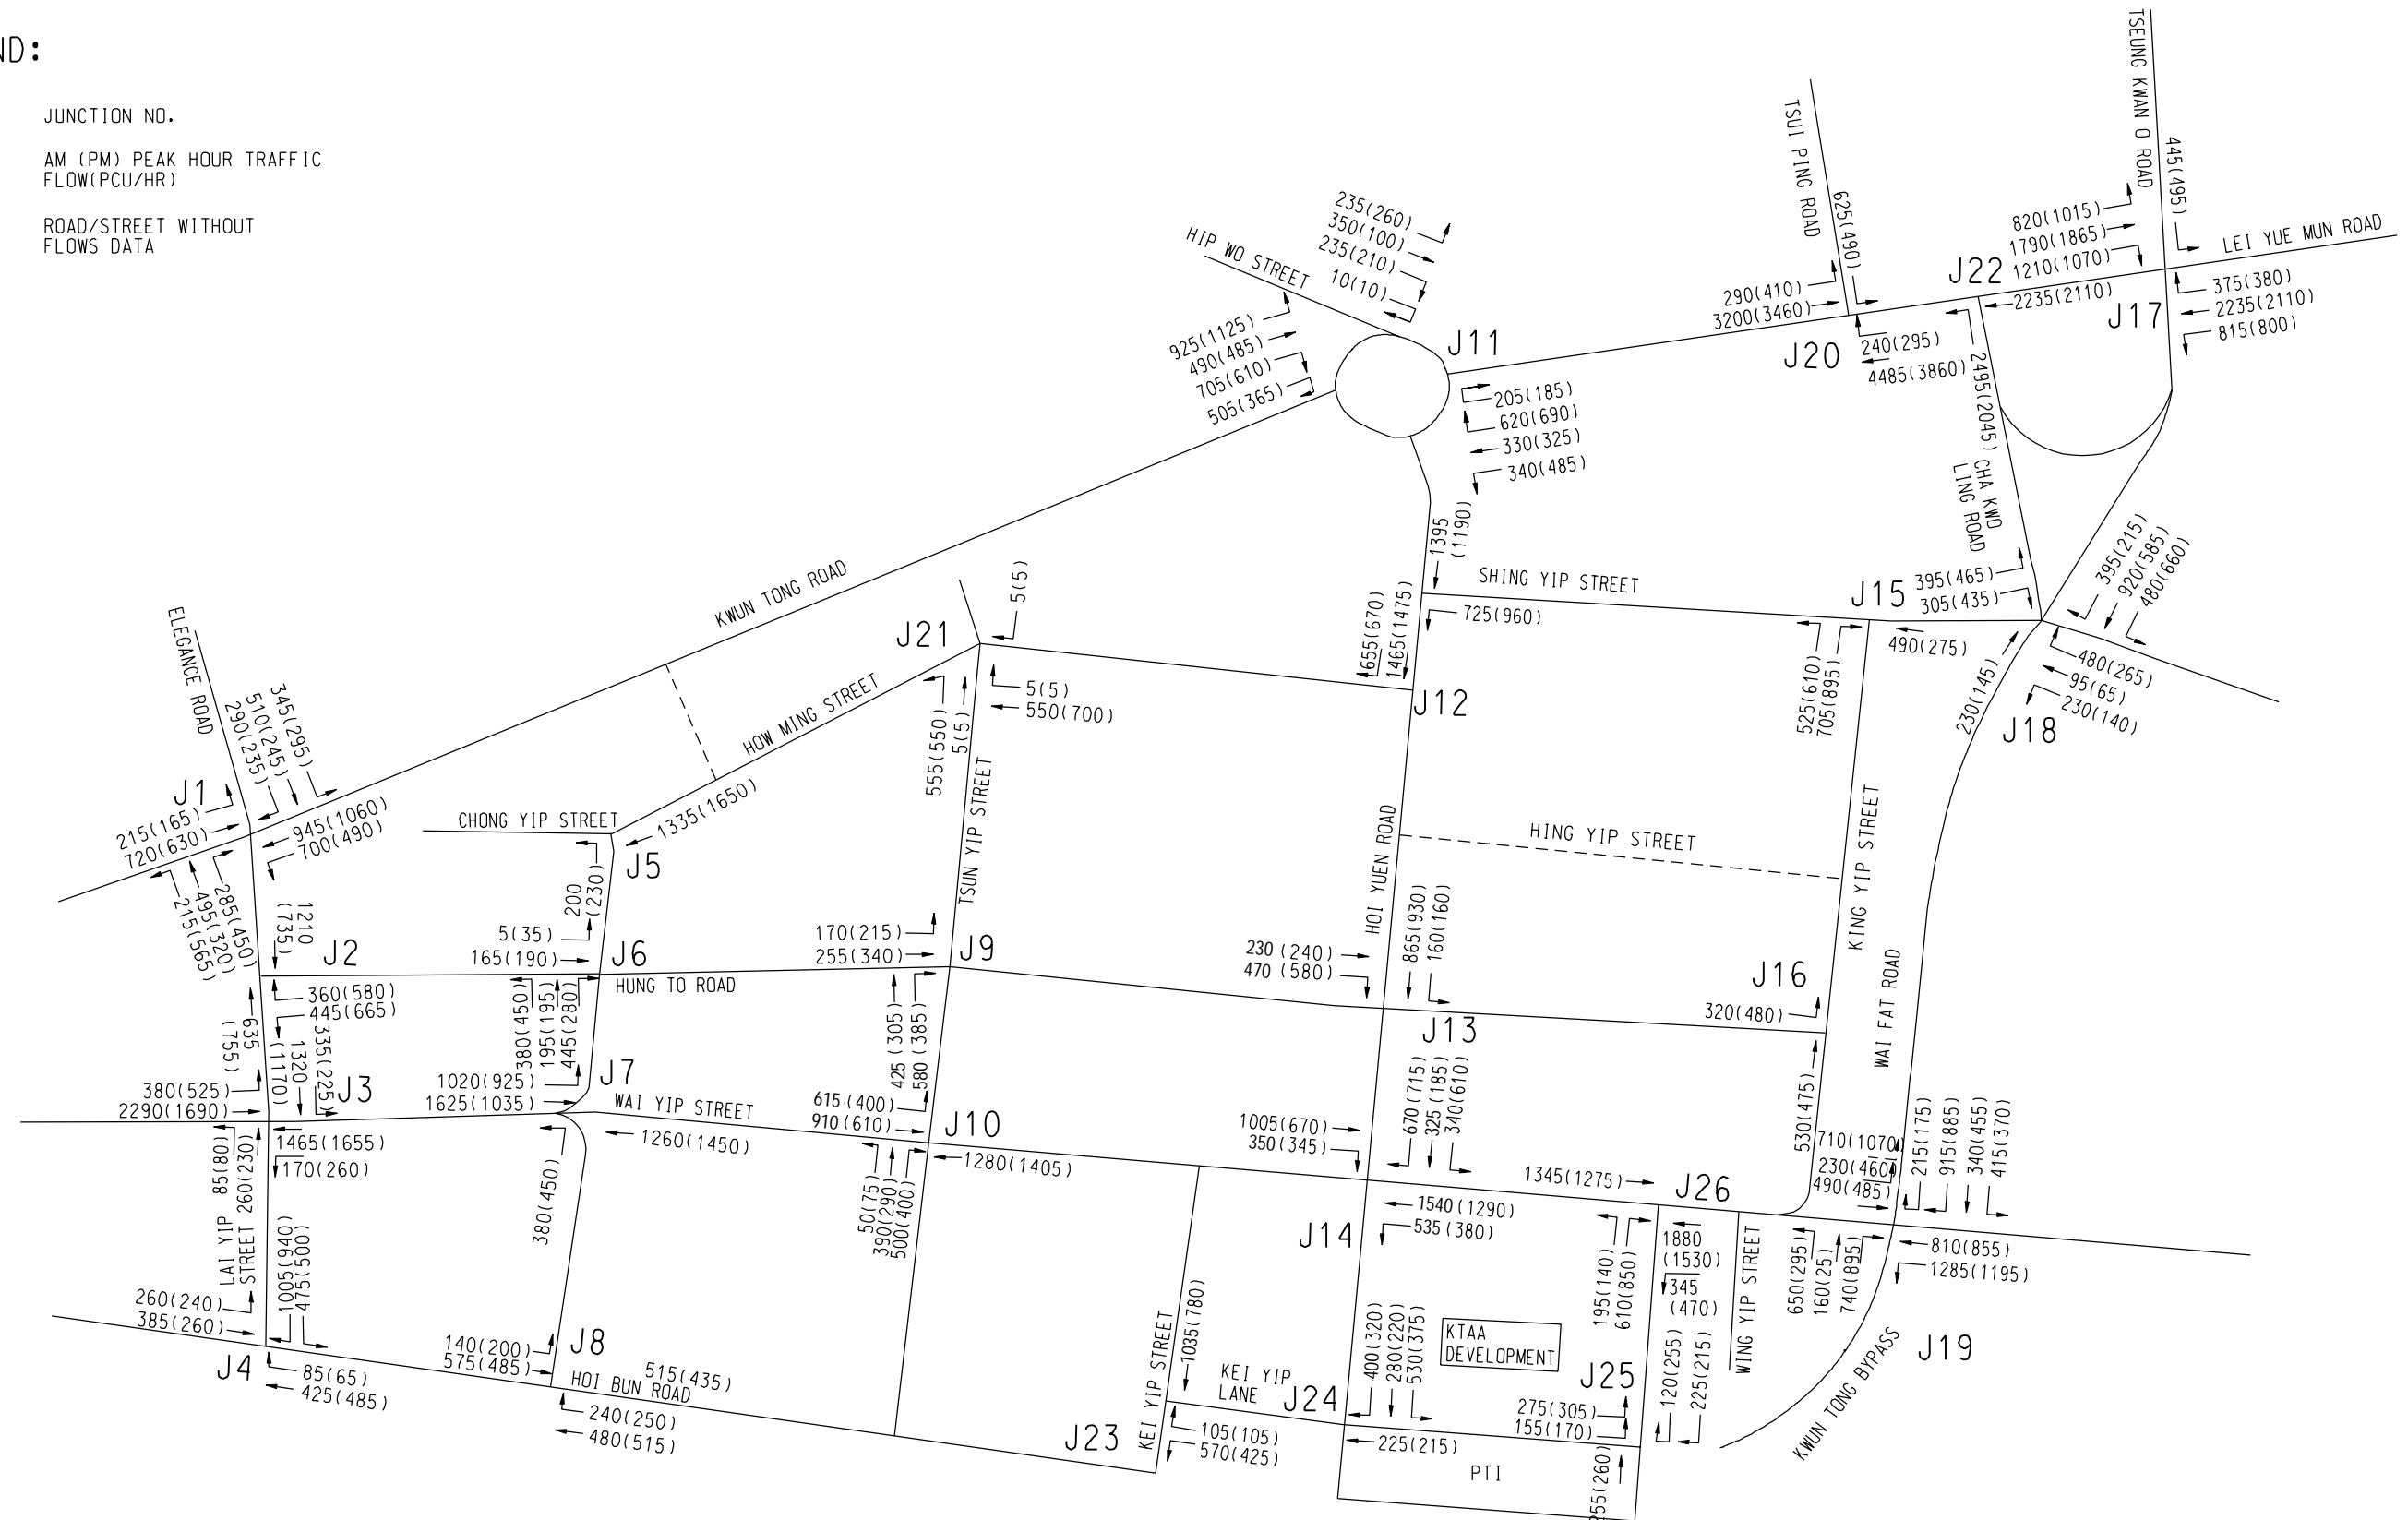 ND:
JUNCTION NO.
AM (PM) PEAK HOUR TRAFFIC
FLOW(PCU/HR)
ROAD/STREET WITHOUT
FLOWS DATA
TSEUNG KWAN O ROAD
445(495)
TSUI PING ROAD
625(490)
820(1015)
1790(1865)
1210(1070)
LEI YUE MUN ROAD
J22
2235(2110)
J17
375(380)
2235(2110)
815(800)
290(410)
3200(3460)
J20
240(295)
4485(3860)
2495(2045)
CHA KWO
LING ROAD
235(260)
350(100)
235(210)
10(10)
HIP WO STREET
925(1125)
490(485)
705(610)
505(365)
J11
205(185)
620(690)
330(325)
340(485)
1395
(1190)
KWUN TONG ROAD
SHING YIP STREET
725(960)
J15
395(465)
305(435)
490(275)
395(215)
920(585)
480(660)
480(265)
95(65)
230(140)
J18
230(145)
525(610)
705(895)
ELEGANCE ROAD
345(295)
510(245)
290(235)
J1
215(165)
720(630)
945(1060)
700(490)
285(450)
495(320)
215(565)
J21
5(5)
5(5)
550(700)
HOW MING STREET
555(550)
5(5)
1655(670)
1465(1475)
J12
1335(1650)
CHONG YIP STREET
J5
200
(230)
TSUN YIP STREET
HOI YUEN ROAD
HING YIP STREET
KING YIP STREET
WAI FAT ROAD
1210
(735)
J2
360(580)
445(665)
5(35)
165(190)
J6
HUNG TO ROAD
170(215)
255(340)
J9
230 (240)
470 (580)
865(930)
160(160)
J13
J16
320(480)
635
(755)
1320
(1170)
335(225)
J3
380(525)
2290(1690)
380(450)
195(195)
445(280)
J7
1020(925)
1625(1035)
WAI YIP STREET
1260(1450)
425 (305)
580 (385)
615 (400)
910 (610)
J10
1280(1405)
1005(670)
350(345)
670 (715)
325 (185)
340(610)
530(475)
1465(1655)
170(260)
85(80)
260(230)
LAI YIP
STREET
380(450)
50(75)
390(290)
500(400)
J14
1540(1290)
535(380)
1345(1275)
J26
710(1070)
230(460)
490(485)
215(175)
915(885)
340(455)
415(370)
810(855)
1285(1195)
195(140)
610(850)
1880
(1530)
345
(470)
WING YIP STREET
650(295)
160(25)
740(895)
J19
KWUN TONG BYPASS
260(240)
385(260)
1005(940)
475(500)
J4
85(65)
425(485)
140(200)
575(485)
J8
515(435)
HOI BUN ROAD
240(250)
480(515)
1035(780)
KEI YIP STREET
KEI YIP
LANE
J24
400(320)
280(220)
530(375)
KTAA
DEVELOPMENT
J25
275(305)
155(170)
120(255)
225(215)
J23
105(105)
570(425)
225(215)
PTI
255(260)